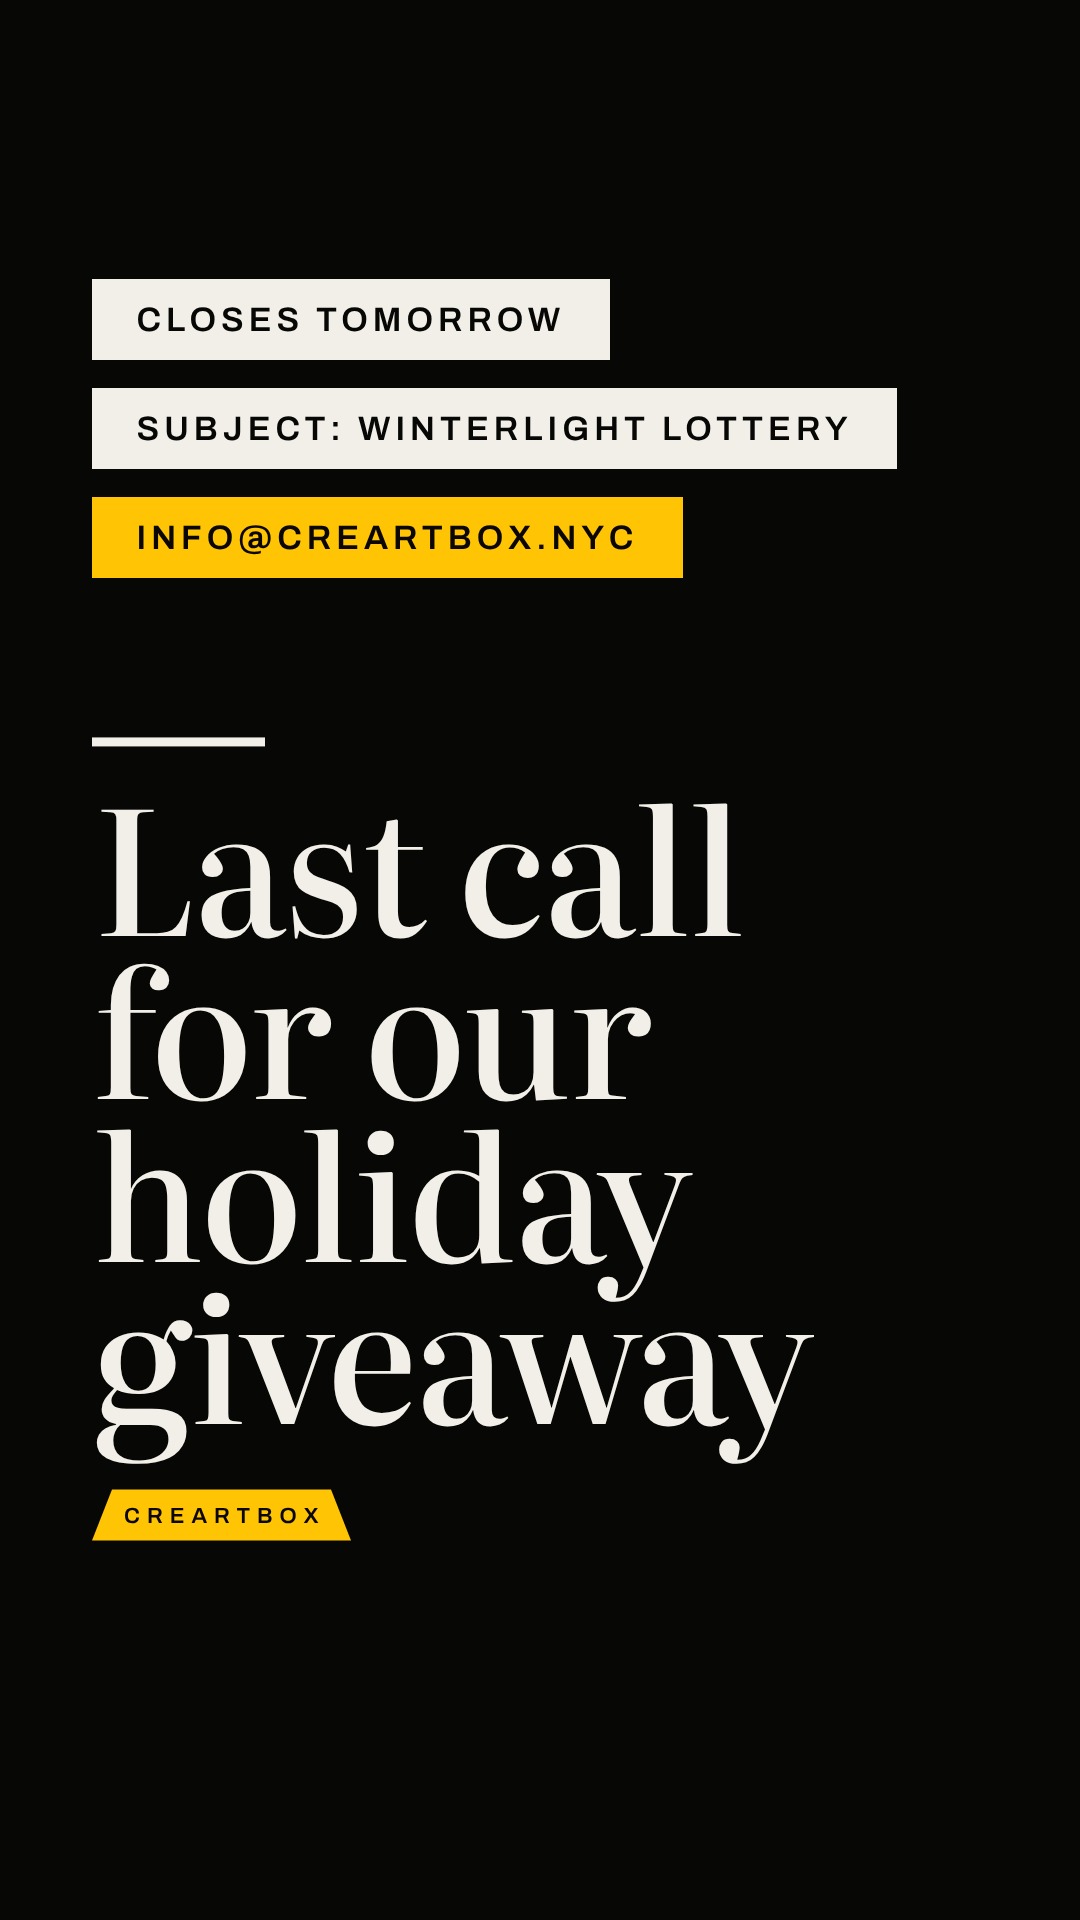 CLOSES TOMORROW
SUBJECT: WINTERLIGHT LOTTERY
INFO@CREARTBOX.NYC
Last call
for our
holiday
giveaway
CREARTBOX